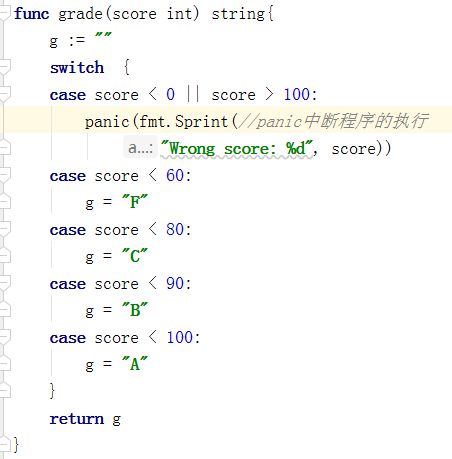 func grade(score int) string{
    g := ""
    switch  {
    case score < 0 || score > 100:
        panic(fmt.Sprint(//panic中断程序的执行
            a...: "Wrong score: %d", score))
    case score < 60:
        g = "F"
    case score < 80:
        g = "C"
    case score < 90:
        g = "B"
    case score < 100:
        g = "A"
    }
    return g
}